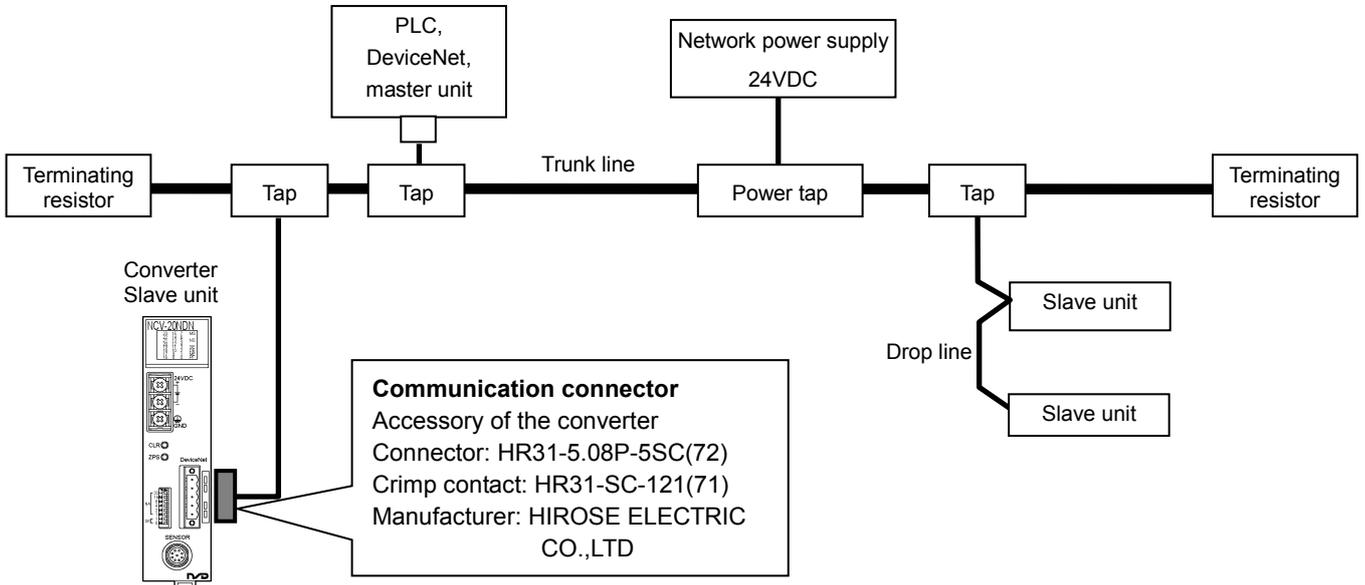 PLC,
DeviceNet,
master unit
Network power supply
24VDC
Terminating
resistor
Tap
Tap
Trunk line
Power tap
Tap
Terminating
resistor
Converter
Slave unit
NCV-20NDN
24VDC
GND
CLR
ZPS
DeviceNet
SENSOR
NSD
Communication connector
Accessory of the converter
Connector: HR31-5.08P-5SC(72)
Crimp contact: HR31-SC-121(71)
Manufacturer: HIROSE ELECTRIC
CO.,LTD
Slave unit
Drop line
Slave unit